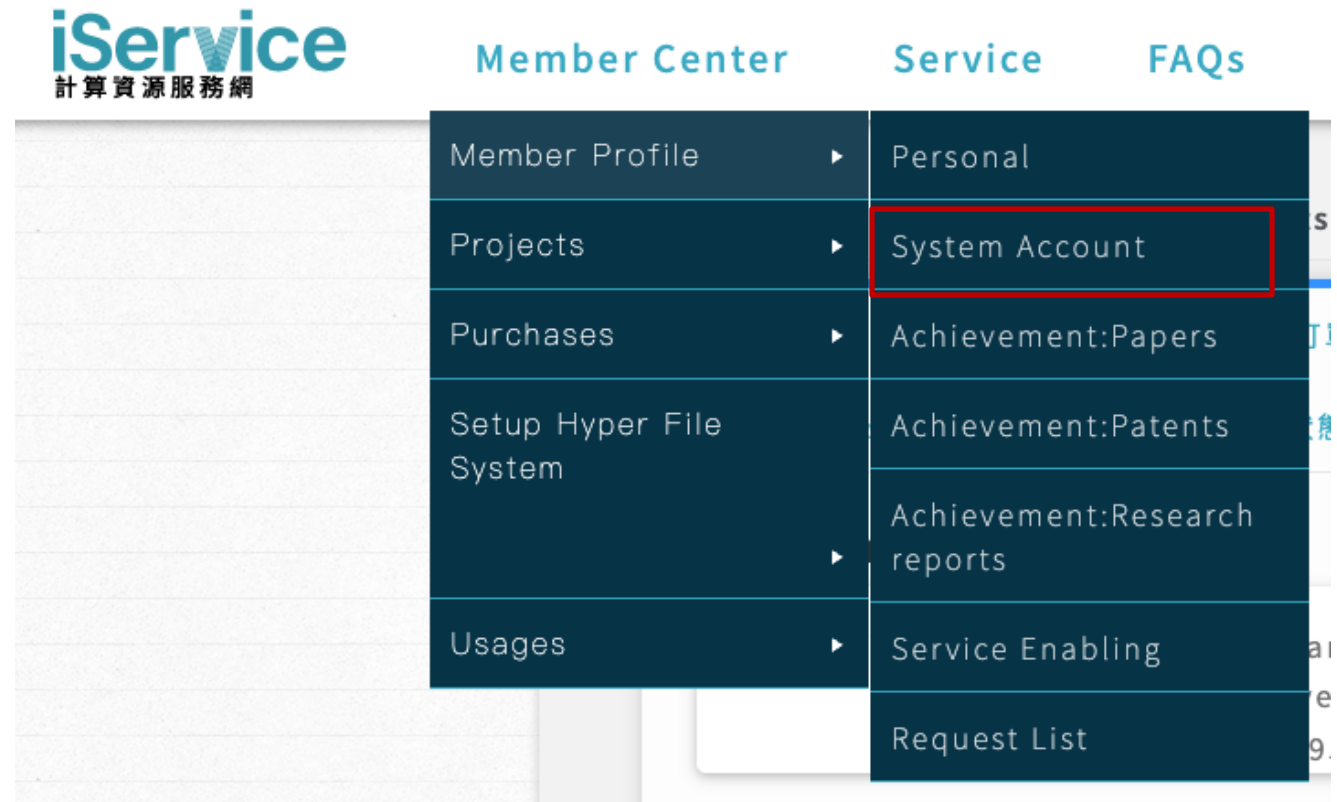 iService
計算資源服務網
Member Center
Service
FAQs
Member Profile
Projects
Purchases
Setup Hyper File
System
Usages
Personal
System Account
Achievement:Papers
Achievement:Patents
Achievement:Research
reports
Service Enabling
Request List